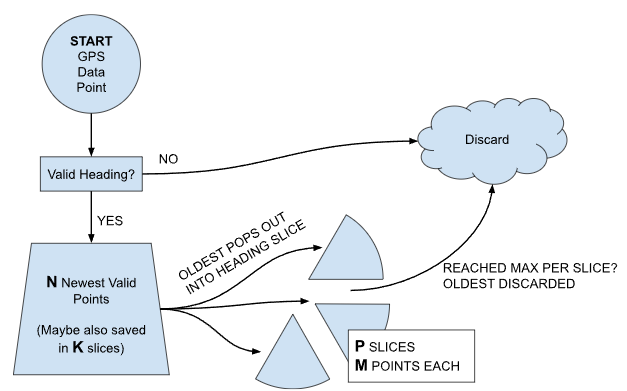 START
GPS
Data
Point
NO
Discard
Valid Heading?
YES
OLDEST POPS OUT
INTO HEADING SLICE
N Newest Valid
Points
(Maybe also saved
in K slices)
REACHED MAX PER SLICE?
OLDEST DISCARDED
P SLICES
M POINTS EACH